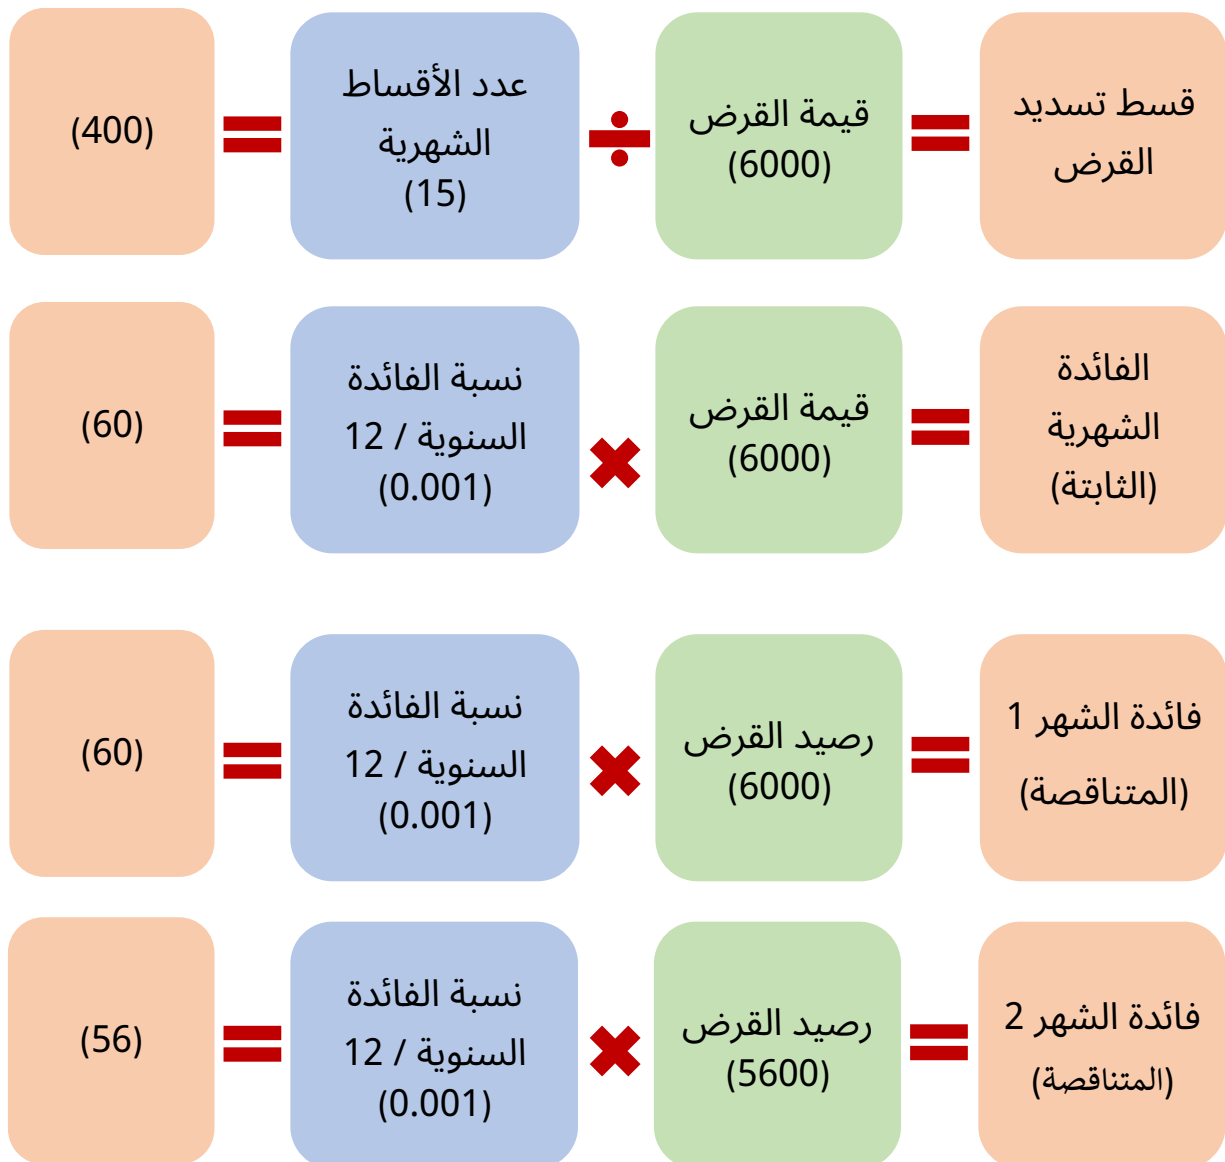 قسط تسديد
القرض
=
قيمة القرض
(6000)
÷
عدد الأقساط
الشهرية
(15)
=
(400)
الفائدة
الشهرية
(الثابتة)
=
قيمة القرض
(6000)
×
نسبة الفائدة
السنوية / 12
(0.001)
=
(60)
فائدة الشهر 1
(المتناقصة)
=
رصيد القرض
(6000)
×
نسبة الفائدة
السنوية / 12
(0.001)
=
(60)
فائدة الشهر 2
(المتناقصة)
=
رصيد القرض
(5600)
×
نسبة الفائدة
السنوية / 12
(0.001)
=
(56)